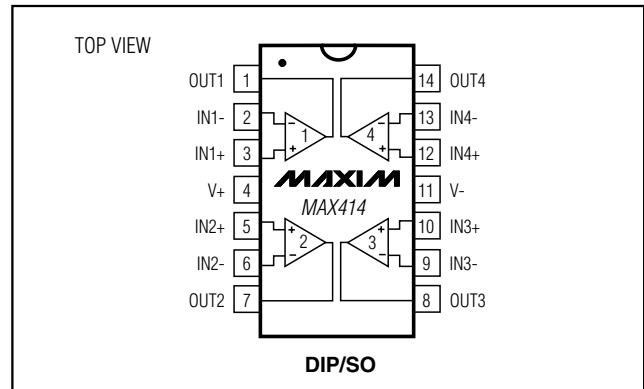 TOP VIEW
OUT1 1 14 OUT4
IN1- 2 - - 13 IN4-
1 4
IN1+ 3 + + 12 IN4+
V+ 4 MAXIM 11 V-
MAX414
IN2+ 5 + + 10 IN3+
2 3
IN2- 6 - - 9 IN3-
OUT2 7 8 OUT3
DIP/SO